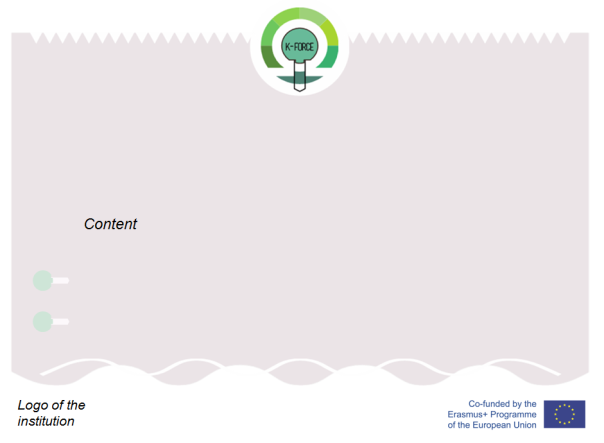 K-FORCE
Content
Logo of the
institution
Co-funded by the
Erasmus+ Programme
of the European Union